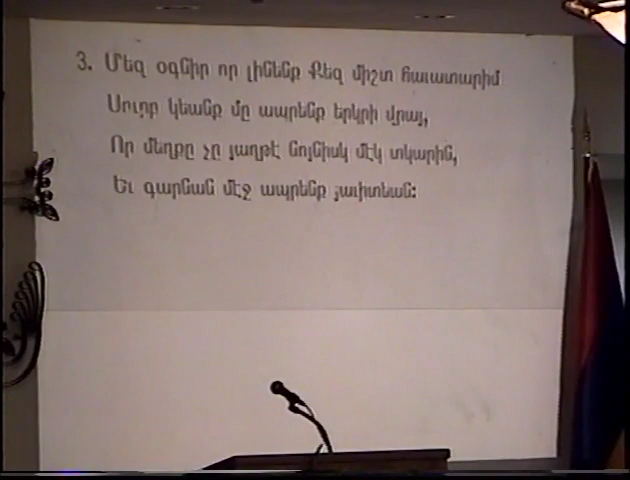 3. Մեզ օգնիր որ լինենք Քեզ միշտ հաւատարիմ
Սուրբ կեանք մը ապրենք երկրի վրայ,
Որ մեղքը չը յաղթէ նոյնիսկ մէկ տկարին,
Եւ գարնան մէջ ապրենք յաւիտեան: